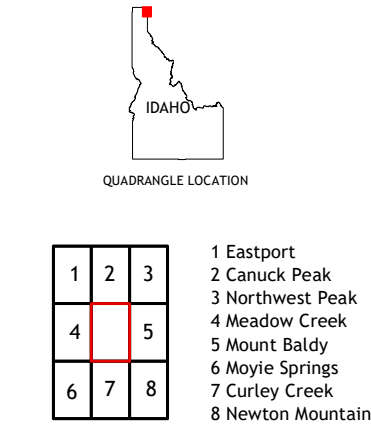 IDAHO
QUADRANGLE LOCATION
1 2 3
4 5
6 7 8
1 Eastport
2 Canuck Peak
3 Northwest Peak
4 Meadow Creek
5 Mount Baldy
6 Moyie Springs
7 Curley Creek
8 Newton Mountain